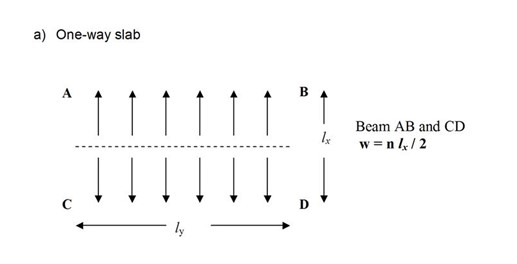 a) One-way slab
A
B
lx
Beam AB and CD
w = n lx / 2
C
D
ly